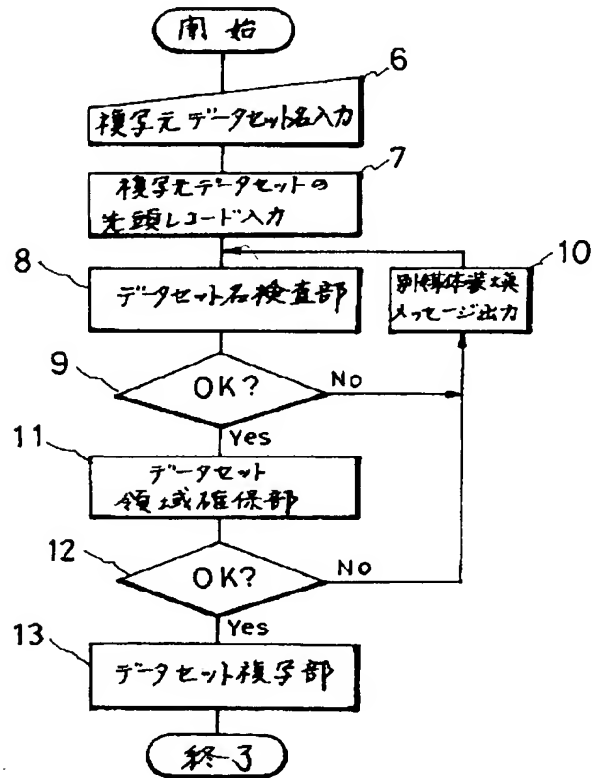 開始
6
複写元データセット名入力
7
複写元データセットの
先頭レコード入力
8
データセット名検査部
10
別媒体装填
メッセージ出力
9
OK?
No
Yes
11
データセット
領域確保部
12
OK?
No
Yes
13
データセット複写部
終了